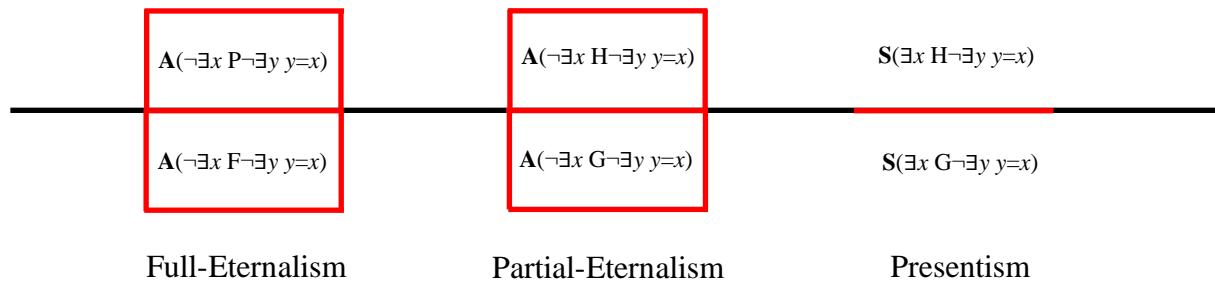 A(¬∃x P¬∃y y=x) A(¬∃x H¬∃y y=x) S(∃x H¬∃y y=x)
A(¬∃x F¬∃y y=x) A(¬∃x G¬∃y y=x) S(∃x G¬∃y y=x)
Full-Eternalism Partial-Eternalism Presentism